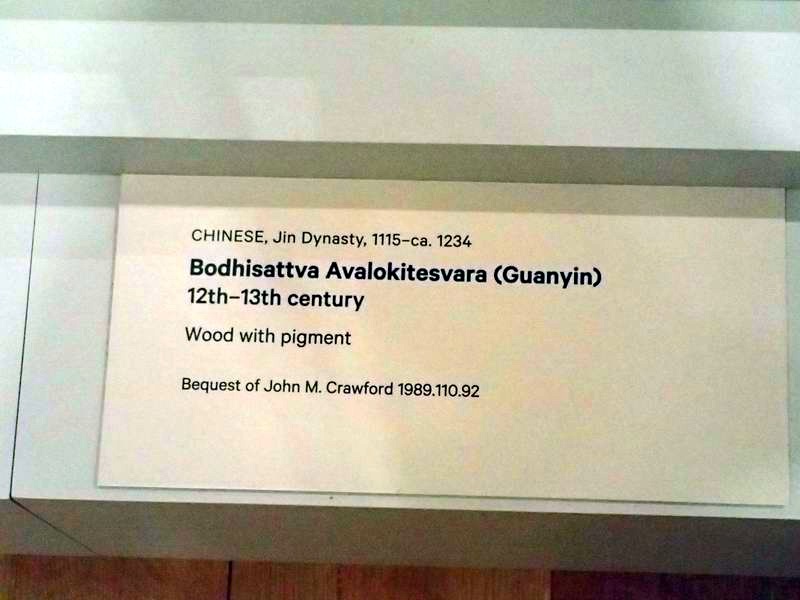 CHINESE, Jin Dynasty, 1115–ca. 1234
Bodhisattva Avalokitesvara (Guanyin)
12th–13th century
Wood with pigment
Bequest of John M. Crawford 1989.110.92